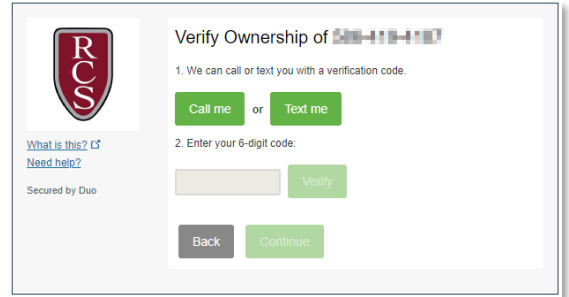 RCS
What is this?
Need help?
Secured by Duo
Verify Ownership of
1. We can call or text you with a verification code.
Call me or Text me
2. Enter your 6-digit code:
Verify
Back Continue